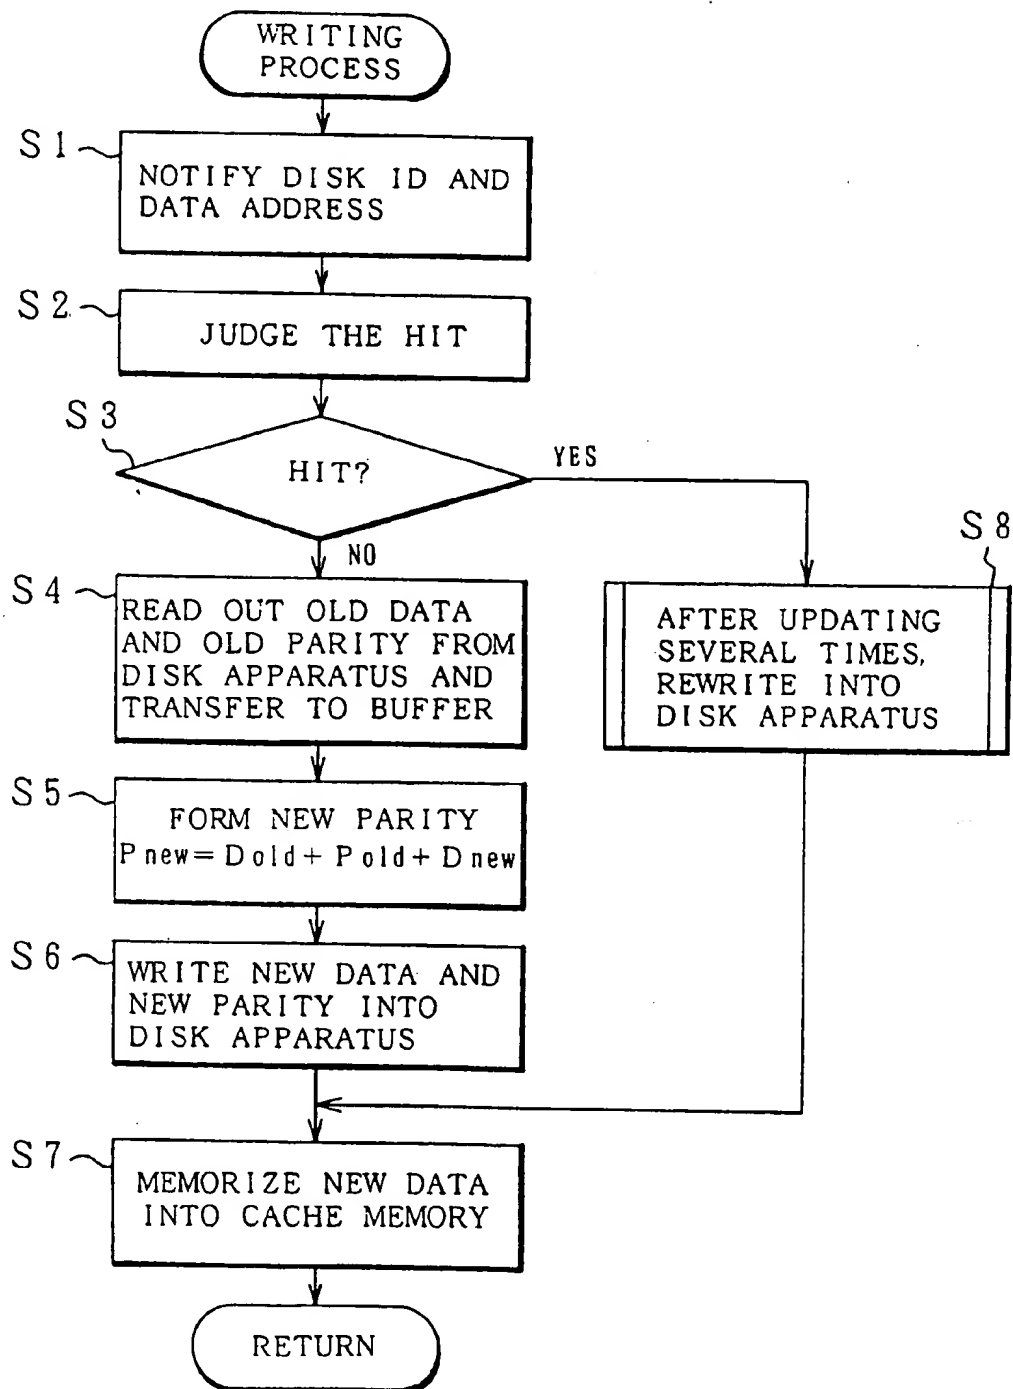 WRITING
PROCESS
S1
NOTIFY DISK ID AND
DATA ADDRESS
S2
JUDGE THE HIT
S3
HIT?
YES
NO
S4
READ OUT OLD DATA
AND OLD PARITY FROM
DISK APPARATUS AND
TRANSFER TO BUFFER
S8
AFTER UPDATING
SEVERAL TIMES,
REWRITE INTO
DISK APPARATUS
S5
FORM NEW PARITY
Pnew=Dold+Pold+Dnew
S6
WRITE NEW DATA AND
NEW PARITY INTO
DISK APPARATUS
S7
MEMORIZE NEW DATA
INTO CACHE MEMORY
RETURN